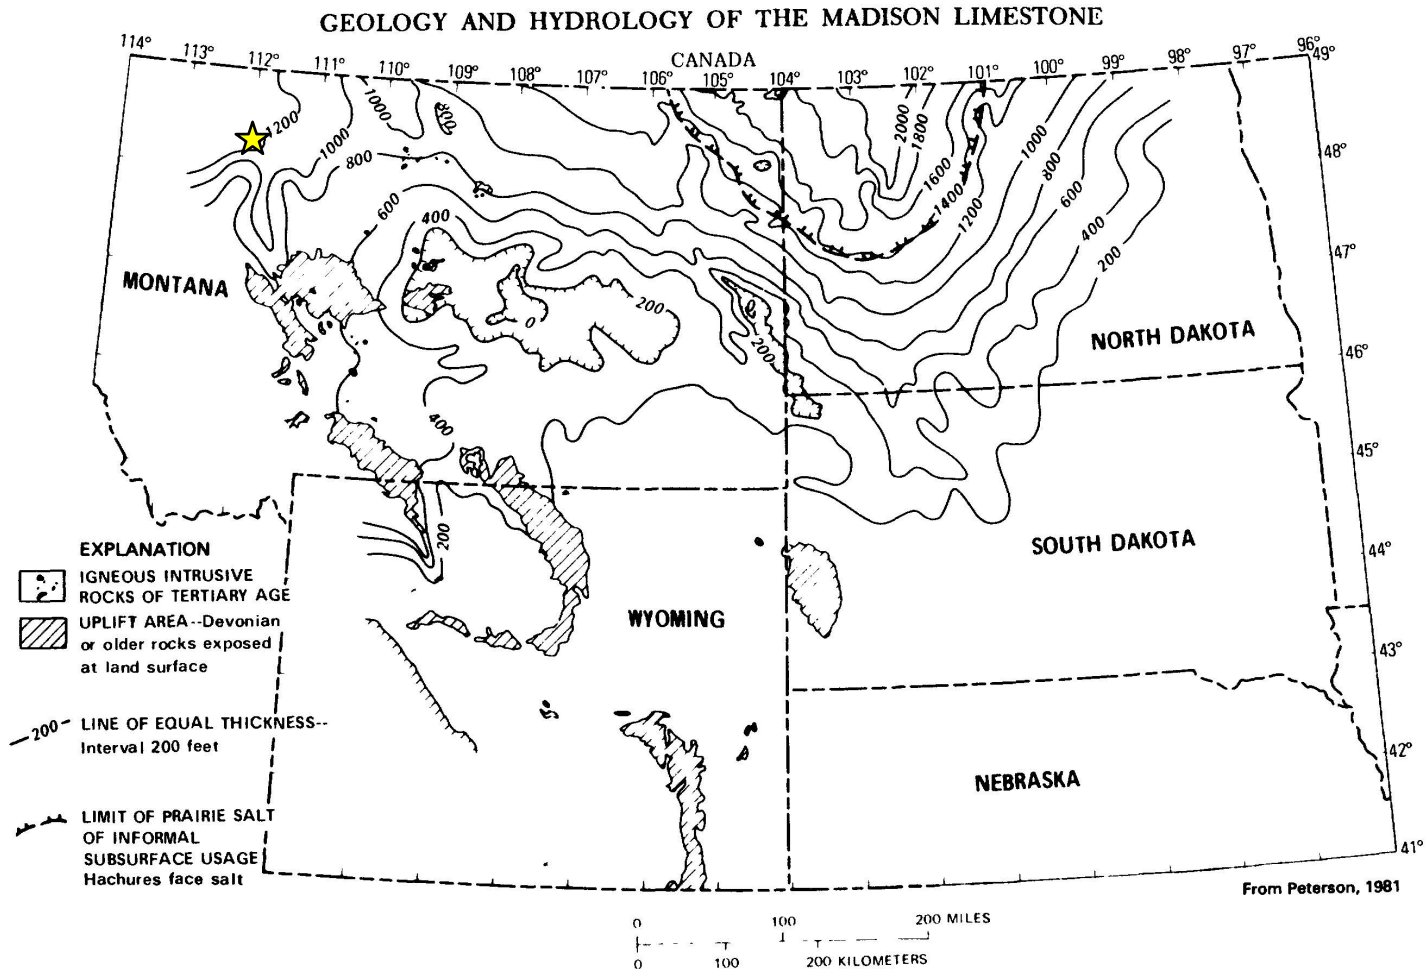 GEOLOGY AND HYDROLOGY OF THE MADISON LIMESTONE
CANADA
114° 113° 112° 111° 110° 109° 108° 107° 106° 105° 104° 103° 102° 101° 100° 99° 98° 97° 96°
49°
48°
47°
46°
45°
44°
43°
42°
41°
1200
1000
800
1000
800
600
400
200
0
200
400
200
2000
1800
1600
1400
1200
1000
800
600
400
200
MONTANA
NORTH DAKOTA
SOUTH DAKOTA
WYOMING
NEBRASKA
EXPLANATION
IGNEOUS INTRUSIVE
ROCKS OF TERTIARY AGE
UPLIFT AREA--Devonian
or older rocks exposed
at land surface
200
LINE OF EQUAL THICKNESS--
Interval 200 feet
LIMIT OF PRAIRIE SALT
OF INFORMAL
SUBSURFACE USAGE
Hachures face salt
From Peterson, 1981
0 100 200 MILES
0 100 200 KILOMETERS